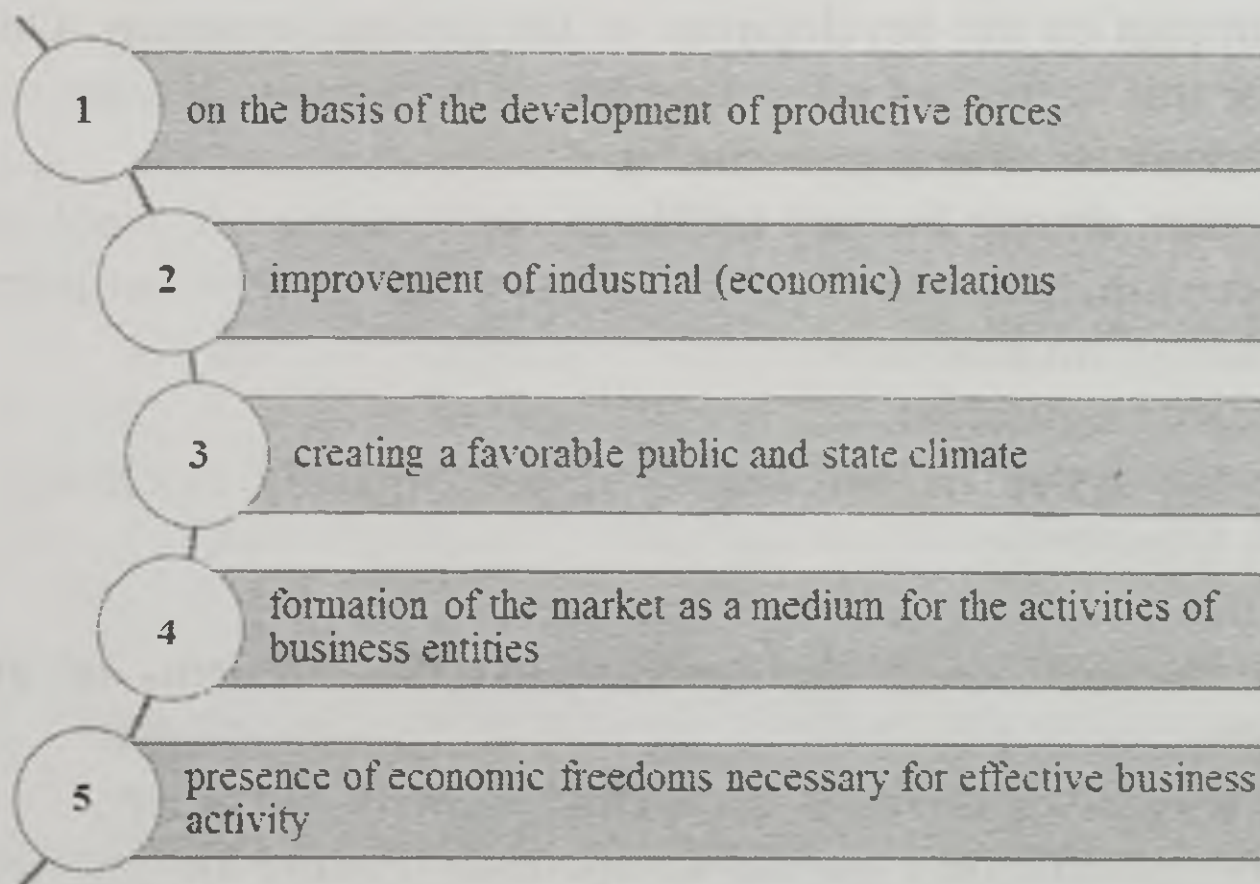 1
on the basis of the development of productive forces
2
improvement of industrial (economic) relations
3
creating a favorable public and state climate
4
formation of the market as a medium for the activities of
business entities
5
presence of economic freedoms necessary for effective business
activity